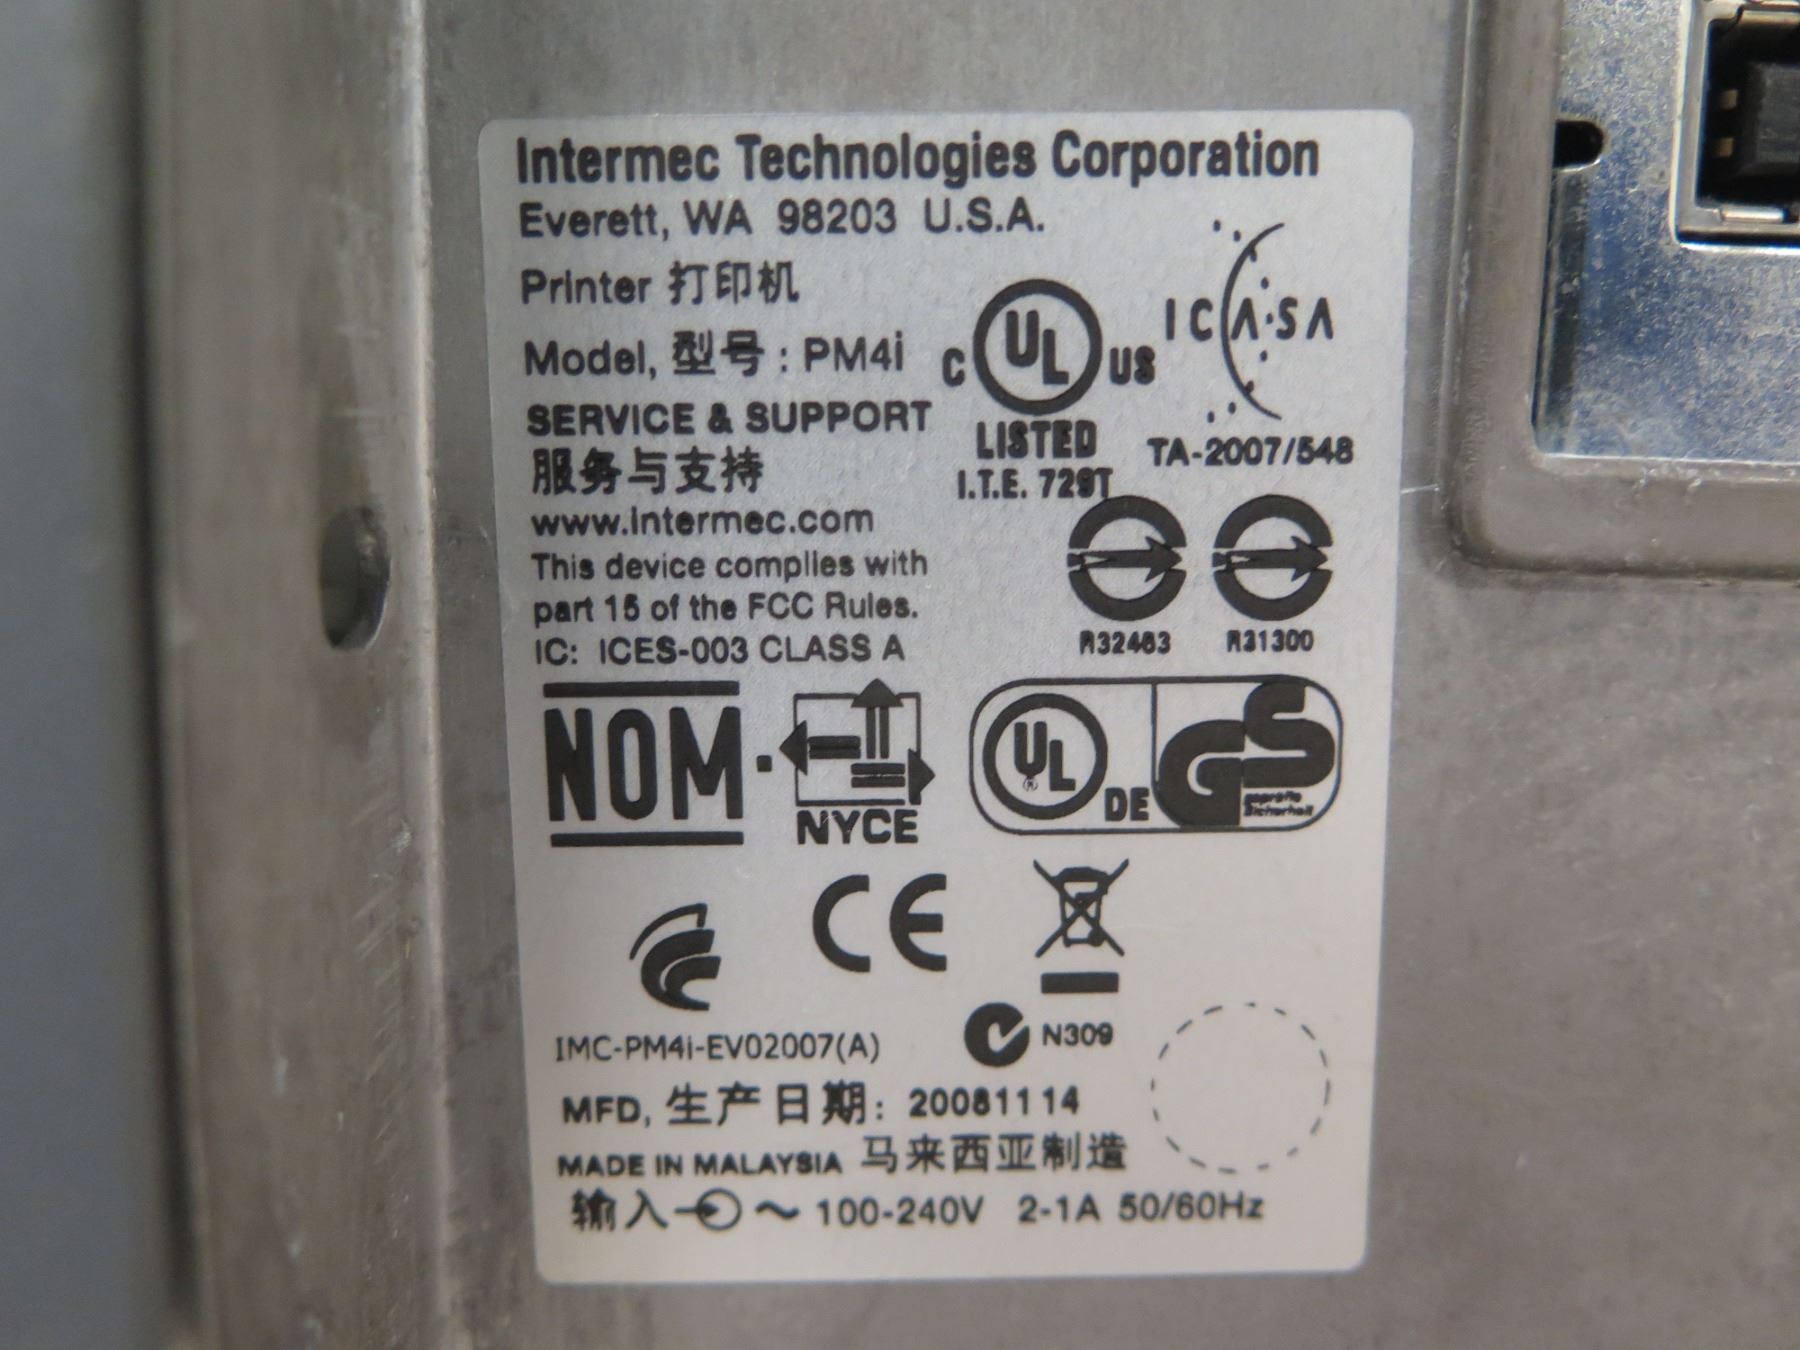 Intermec Technologies Corporation
Everett, WA 98203 U.S.A.
Printer 打印机
Model, 型号: PM4i
C UL US
LISTED
I.T.E. 729T
ICASA
TA-2007/548
SERVICE & SUPPORT
服务与支持
www.intermec.com
This device complies with
part 15 of the FCC Rules.
IC: ICES-003 CLASS A
R32463 R31300
NOM
NYCE
UL ® DE GS geprüfte
Sicherheit
CE
IMC-PM4i-EV02007(A)
N309
MFD, 生产日期: 20081114
MADE IN MALAYSIA 马来西亚制造
输入 ~ 100-240V 2-1A 50/60Hz